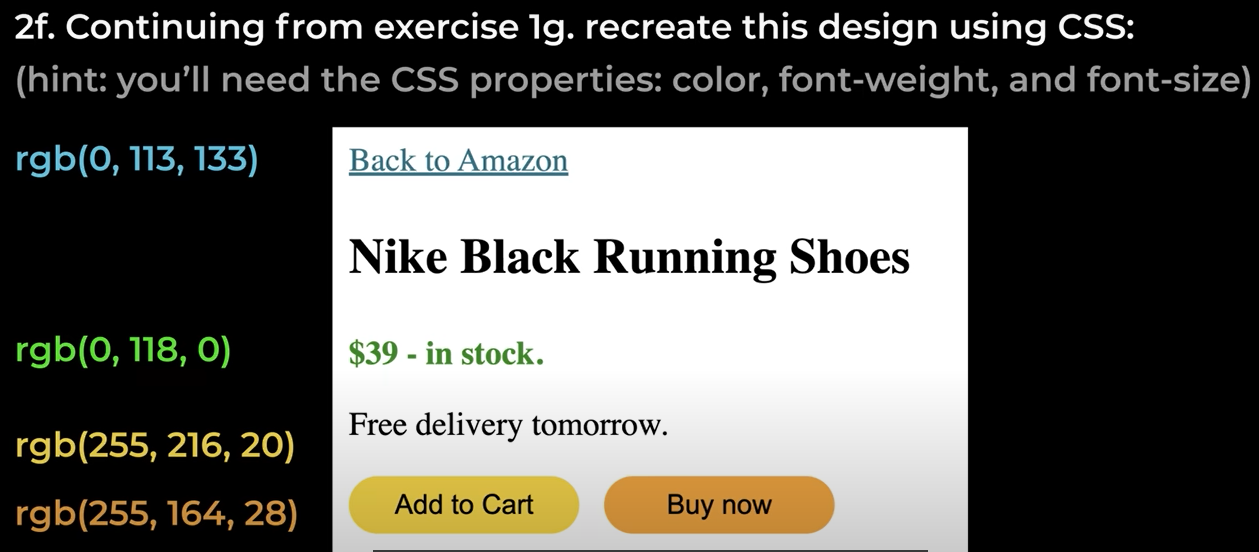 2f. Continuing from exercise 1g. recreate this design using CSS:
(hint: you’ll need the CSS properties: color, font-weight, and font-size)
rgb(0, 113, 133)
Back to Amazon
Nike Black Running Shoes
rgb(0, 118, 0)
$39 - in stock.
Free delivery tomorrow.
rgb(255, 216, 20)
Add to Cart
Buy now
rgb(255, 164, 28)